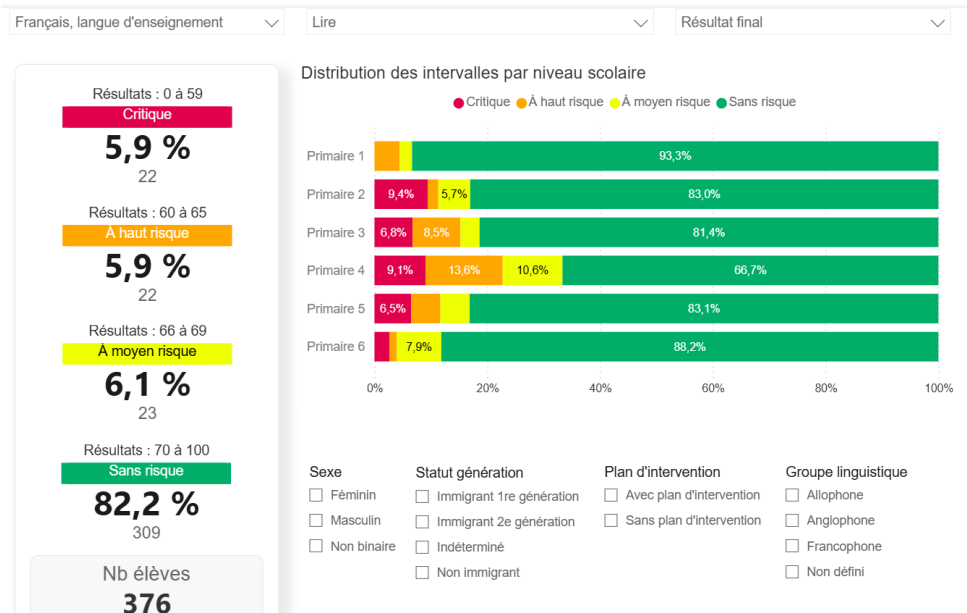 Français, langue d'enseignement
Lire
Résultat final
Résultats : 0 à 59
Critique
5,9 %
22
Résultats : 60 à 65
À haut risque
5,9 %
22
Résultats : 66 à 69
À moyen risque
6,1 %
23
Résultats : 70 à 100
Sans risque
82,2 %
309
Nb élèves
376
Distribution des intervalles par niveau scolaire
Critique À haut risque À moyen risque Sans risque
Primaire 1 93,3%
Primaire 2 9,4% 5,7% 83,0%
Primaire 3 6,8% 8,5% 81,4%
Primaire 4 9,1% 13,6% 10,6% 66,7%
Primaire 5 6,5% 83,1%
Primaire 6 7,9% 88,2%
0% 20% 40% 60% 80% 100%
Sexe
Féminin
Masculin
Non binaire
Statut génération
Immigrant 1re génération
Immigrant 2e génération
Indéterminé
Non immigrant
Plan d'intervention
Avec plan d'intervention
Sans plan d'intervention
Groupe linguistique
Allophone
Anglophone
Francophone
Non défini